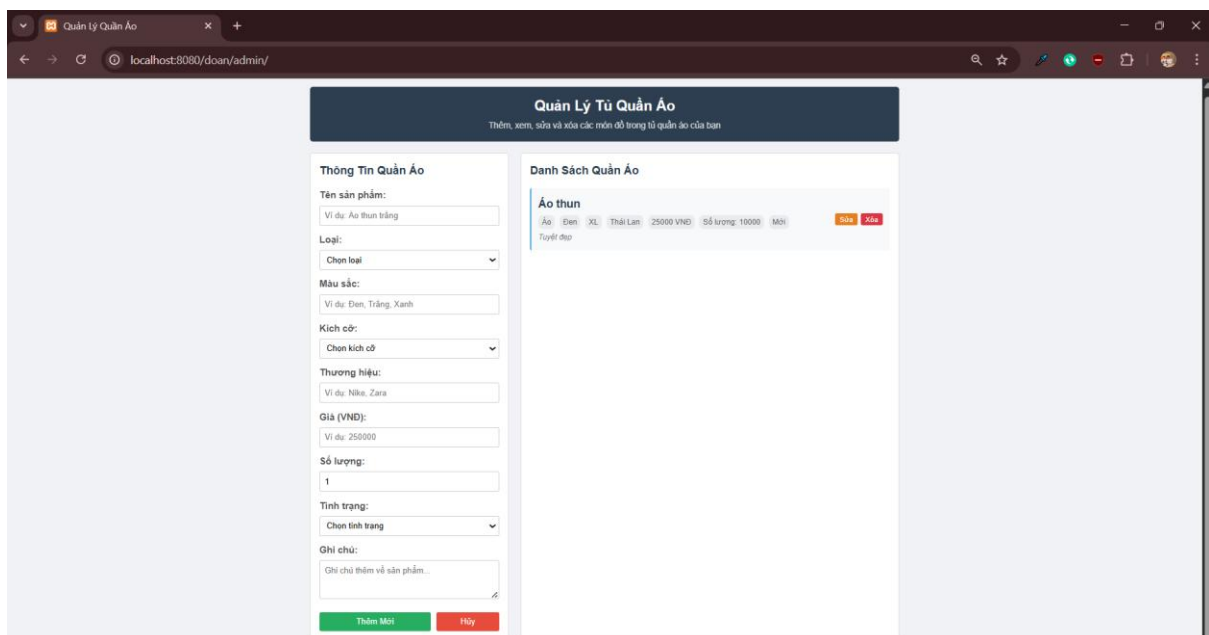 Quản Lý Quần Áo
localhost:8080/doan/admin/
Quản Lý Tủ Quần Áo
Thêm, xem, sửa và xóa các món đồ trong tủ quần áo của bạn
Thông Tin Quần Áo
Tên sản phẩm:
Ví dụ: Áo thun trắng
Loại:
Chọn loại
Màu sắc:
Ví dụ: Đen, Trắng, Xanh
Kích cỡ:
Chọn kích cỡ
Thương hiệu:
Ví dụ: Nike, Zara
Giá (VNĐ):
Ví dụ: 250000
Số lượng:
1
Tình trạng:
Chọn tình trạng
Ghi chú:
Ghi chú thêm về sản phẩm...
Thêm Mới Hủy
Danh Sách Quần Áo
Áo thun
Áo Đen XL Thái Lan 25000 VNĐ Số lượng: 10000 Mới
Tuyệt đẹp
Sửa Xóa